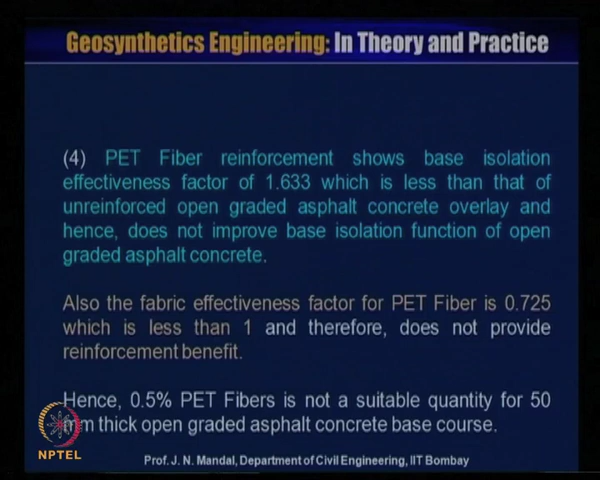 Geosynthetics Engineering: In Theory and Practice
(4) PET Fiber reinforcement shows base isolation
effectiveness factor of 1.633 which is less than that of
unreinforced open graded asphalt concrete overlay and
hence, does not improve base isolation function of open
graded asphalt concrete.
Also the fabric effectiveness factor for PET Fiber is 0.725
which is less than 1 and therefore, does not provide
reinforcement benefit.
Hence, 0.5% PET Fibers is not a suitable quantity for 50
mm thick open graded asphalt concrete base course.
NPTEL
Prof. J. N. Mandal, Department of Civil Engineering, IIT Bombay